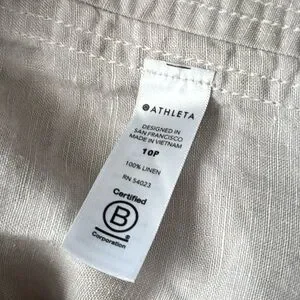 ATHLETA
DESIGNED IN
SAN FRANCISCO
MADE IN VIETNAM
10P
100% LINEN
RN 54023
Certified
B
Corporation